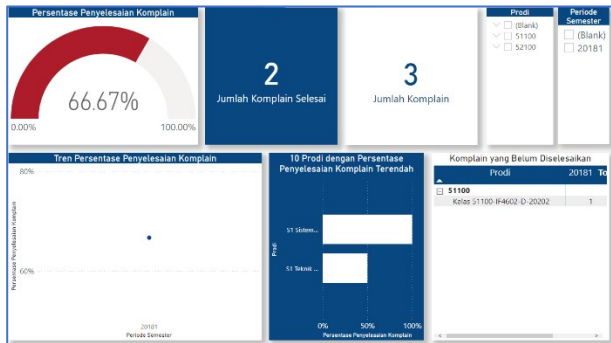 Persentase Penyelesaian Komplain
66.67%
0.00%
100.00%
2
Jumlah Komplain Selesai
3
Jumlah Komplain
Prodi
(Blank)
51100
52100
Periode
Semester
(Blank)
20181
Tren Persentase Penyelesaian Komplain
80%
60%
Persentase Penyelesaian Komplain
20181
Periode Semester
10 Prodi dengan Persentase
Penyelesaian Komplain Terendah
Prodi
S1 Sistem...
S1 Teknik ...
0%
50%
100%
Persentase Penyelesaian Komplain
Komplain yang Belum Diselesaikan
Prodi
20181
To
51100
Kelas 51100-IF4602-D-20202
1